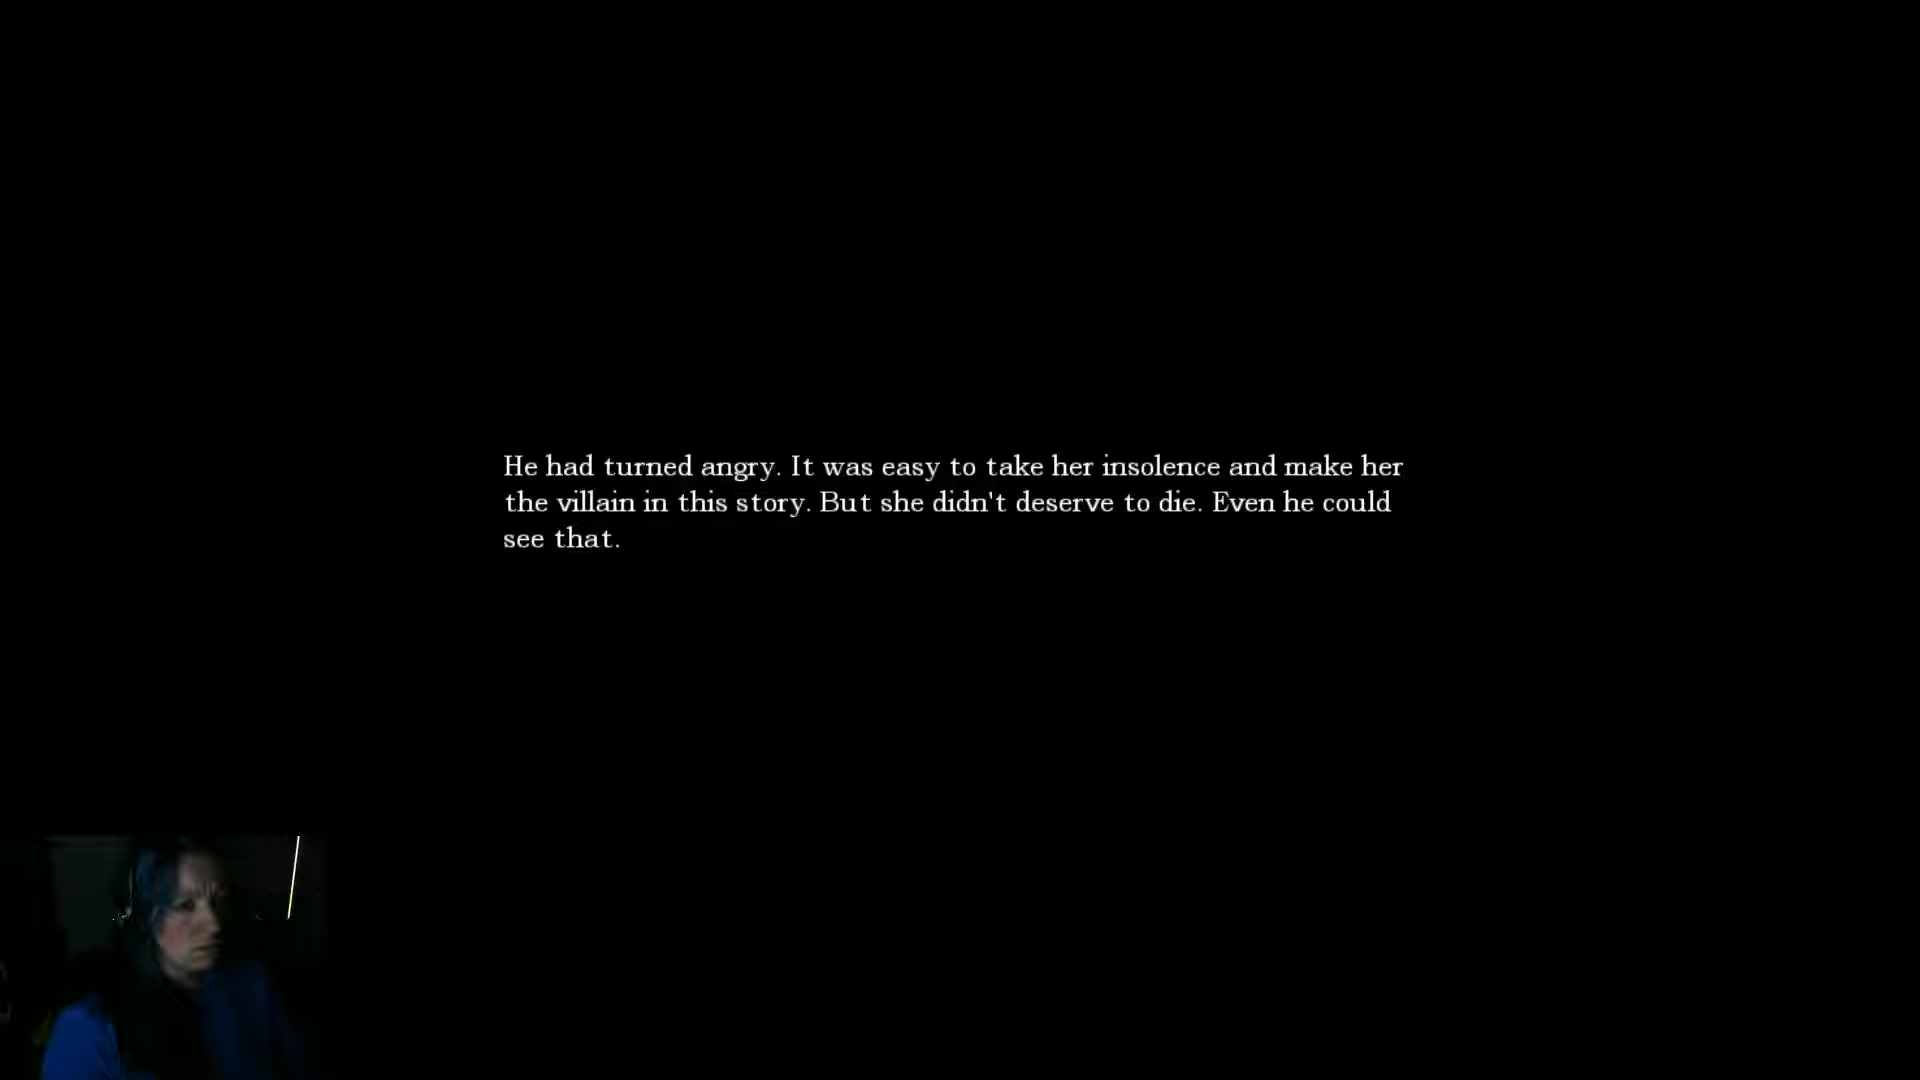 He had turned angry. It was easy to take her insolence and make her
the villain in this story. But she didn't deserve to die. Even he could
see that.